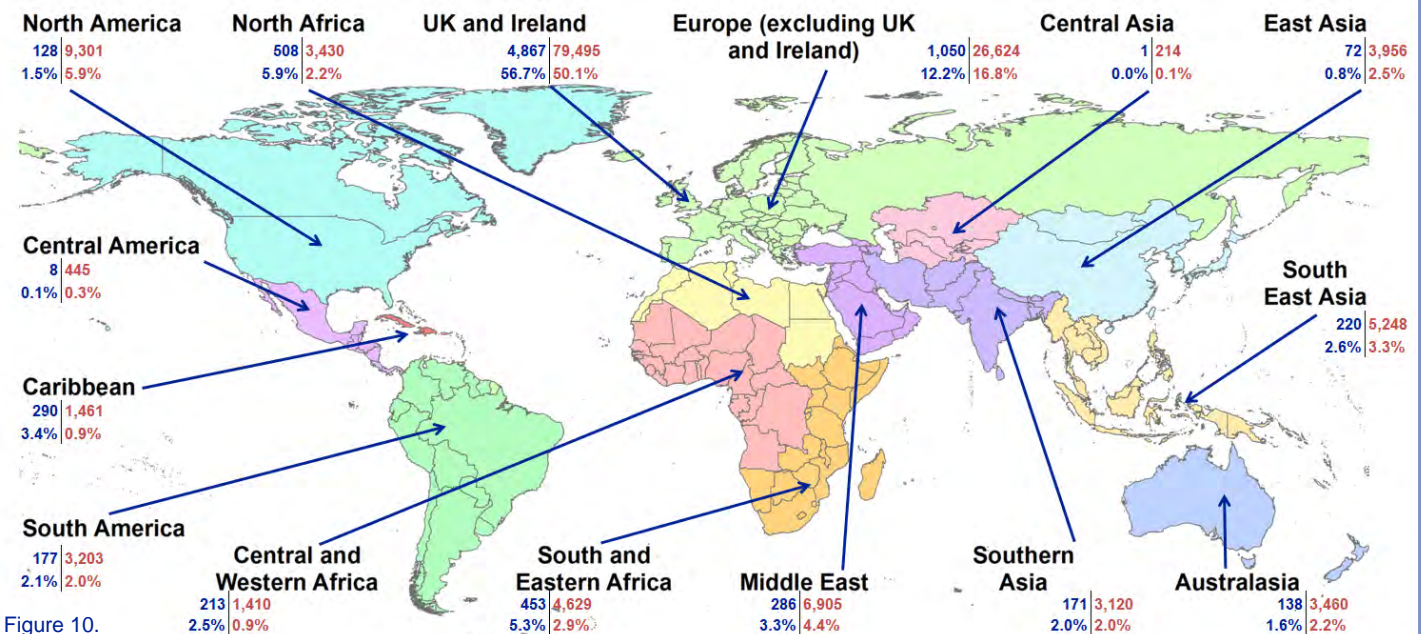 North America
128 9,301
1.5% 5.9%
North Africa
508 3,430
5.9% 2.2%
UK and Ireland
4,867 79,495
56.7% 50.1%
Europe (excluding UK
and Ireland)
1,050 26,624
12.2% 16.8%
Central Asia
1 214
0.0% 0.1%
East Asia
72 3,956
0.8% 2.5%
Central America
8 445
0.1% 0.3%
South
East Asia
220 5,248
2.6% 3.3%
Caribbean
290 1,461
3.4% 0.9%
South America
177 3,203
2.1% 2.0%
Central and
Western Africa
213 1,410
2.5% 0.9%
South and
Eastern Africa
453 4,629
5.3% 2.9%
Middle East
286 6,905
3.3% 4.4%
Southern
Asia
171 3,120
2.0% 2.0%
Australasia
138 3,460
1.6% 2.2%
Figure 10.